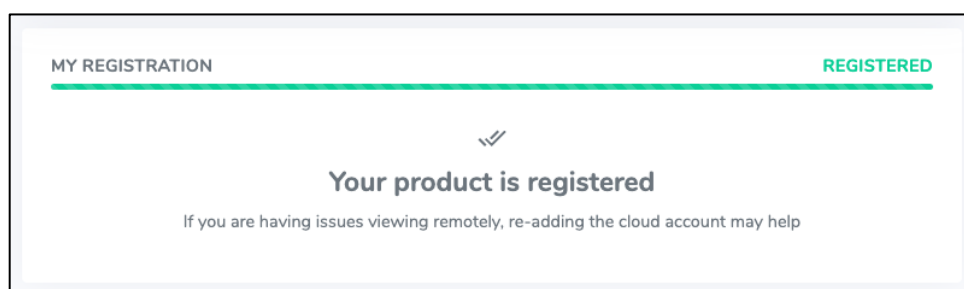 MY REGISTRATION REGISTERED
Your product is registered
If you are having issues viewing remotely, re-adding the cloud account may help